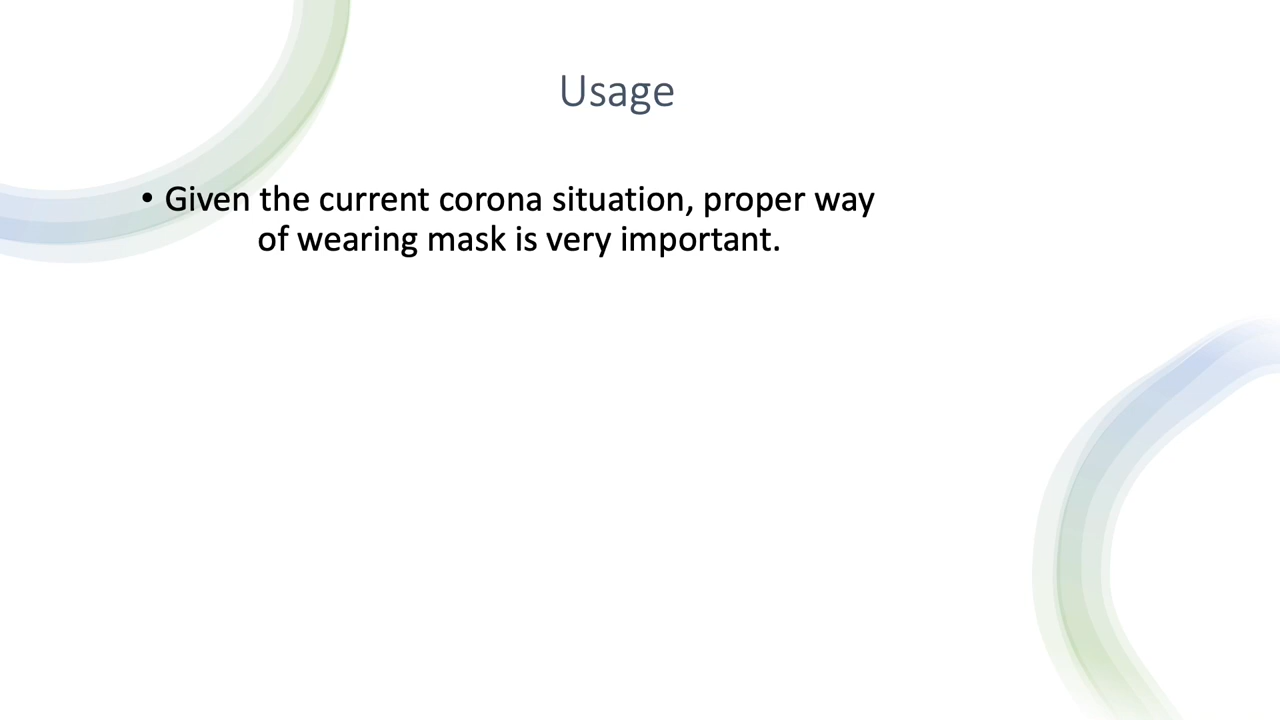 Usage
• Given the current corona situation, proper way
of wearing mask is very important.